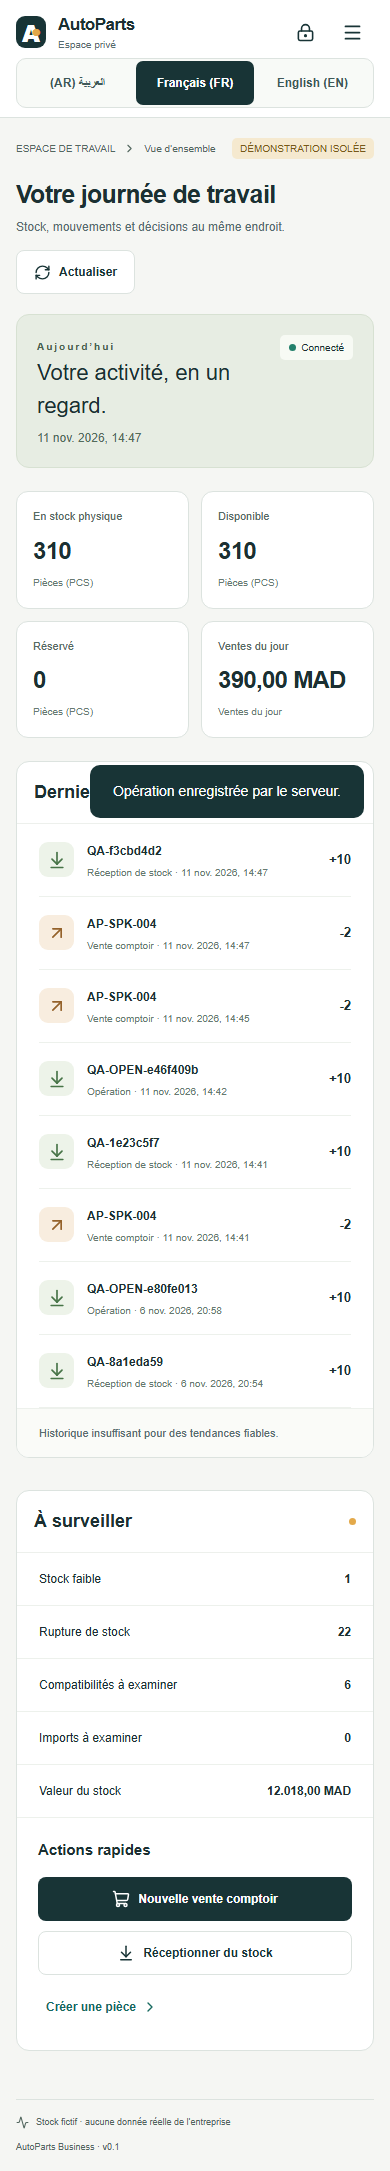 AutoParts
Espace privé
العربية (AR)
Français (FR)
English (EN)
ESPACE DE TRAVAIL > Vue d'ensemble
DÉMONSTRATION ISOLÉE
Votre journée de travail
Stock, mouvements et décisions au même endroit.
Actualiser
Aujourd'hui
Connecté
Votre activité, en un
regard.
11 nov. 2026, 14:47
En stock physique
310
Pièces (PCS)
Disponible
310
Pièces (PCS)
Réservé
0
Pièces (PCS)
Ventes du jour
390,00 MAD
Ventes du jour
Dernie
Opération enregistrée par le serveur.
QA-f3cbd4d2
+10
Réception de stock · 11 nov. 2026, 14:47
AP-SPK-004
-2
Vente comptoir · 11 nov. 2026, 14:47
AP-SPK-004
-2
Vente comptoir · 11 nov. 2026, 14:45
QA-OPEN-e46f409b
+10
Opération · 11 nov. 2026, 14:42
QA-1e23c5f7
+10
Réception de stock · 11 nov. 2026, 14:41
AP-SPK-004
-2
Vente comptoir · 11 nov. 2026, 14:41
QA-OPEN-e80fe013
+10
Opération · 6 nov. 2026, 20:58
QA-8a1eda59
+10
Réception de stock · 6 nov. 2026, 20:54
Historique insuffisant pour des tendances fiables.
À surveiller
Stock faible 1
Rupture de stock 22
Compatibilités à examiner 6
Imports à examiner 0
Valeur du stock 12.018,00 MAD
Actions rapides
Nouvelle vente comptoir
Réceptionner du stock
Créer une pièce
Stock fictif · aucune donnée réelle de l'entreprise
AutoParts Business · v0.1